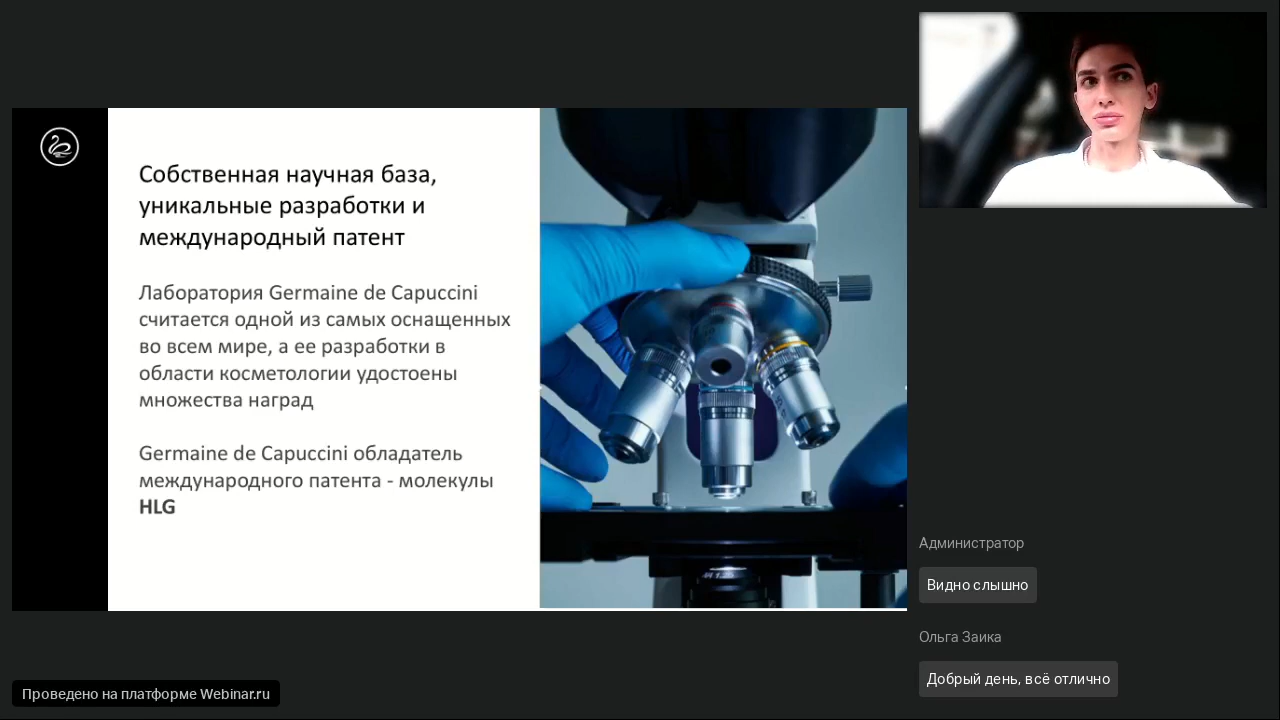 Собственная научная база,
уникальные разработки и
международный патент
Лаборатория Germaine de Capuccini
считается одной из самых оснащенных
во всем мире, а ее разработки в
области косметологии удостоены
множества наград
Germaine de Capuccini обладатель
международного патента - молекулы
HLG
Администратор
Видно слышно
Ольга Заика
Добрый день, всё отлично
Проведено на платформе Webinar.ru